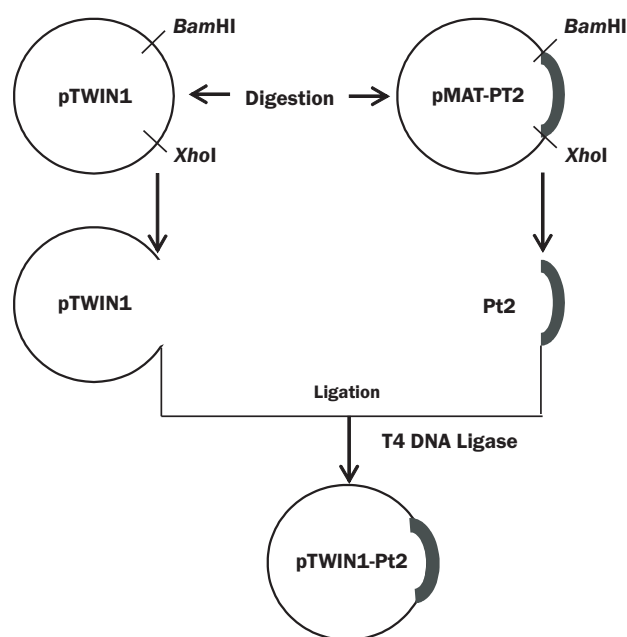 BamHI
BamHI
pTWIN1
Digestion
pMAT-PT2
XhoI
XhoI
pTWIN1
Pt2
Ligation
T4 DNA Ligase
pTWIN1-Pt2